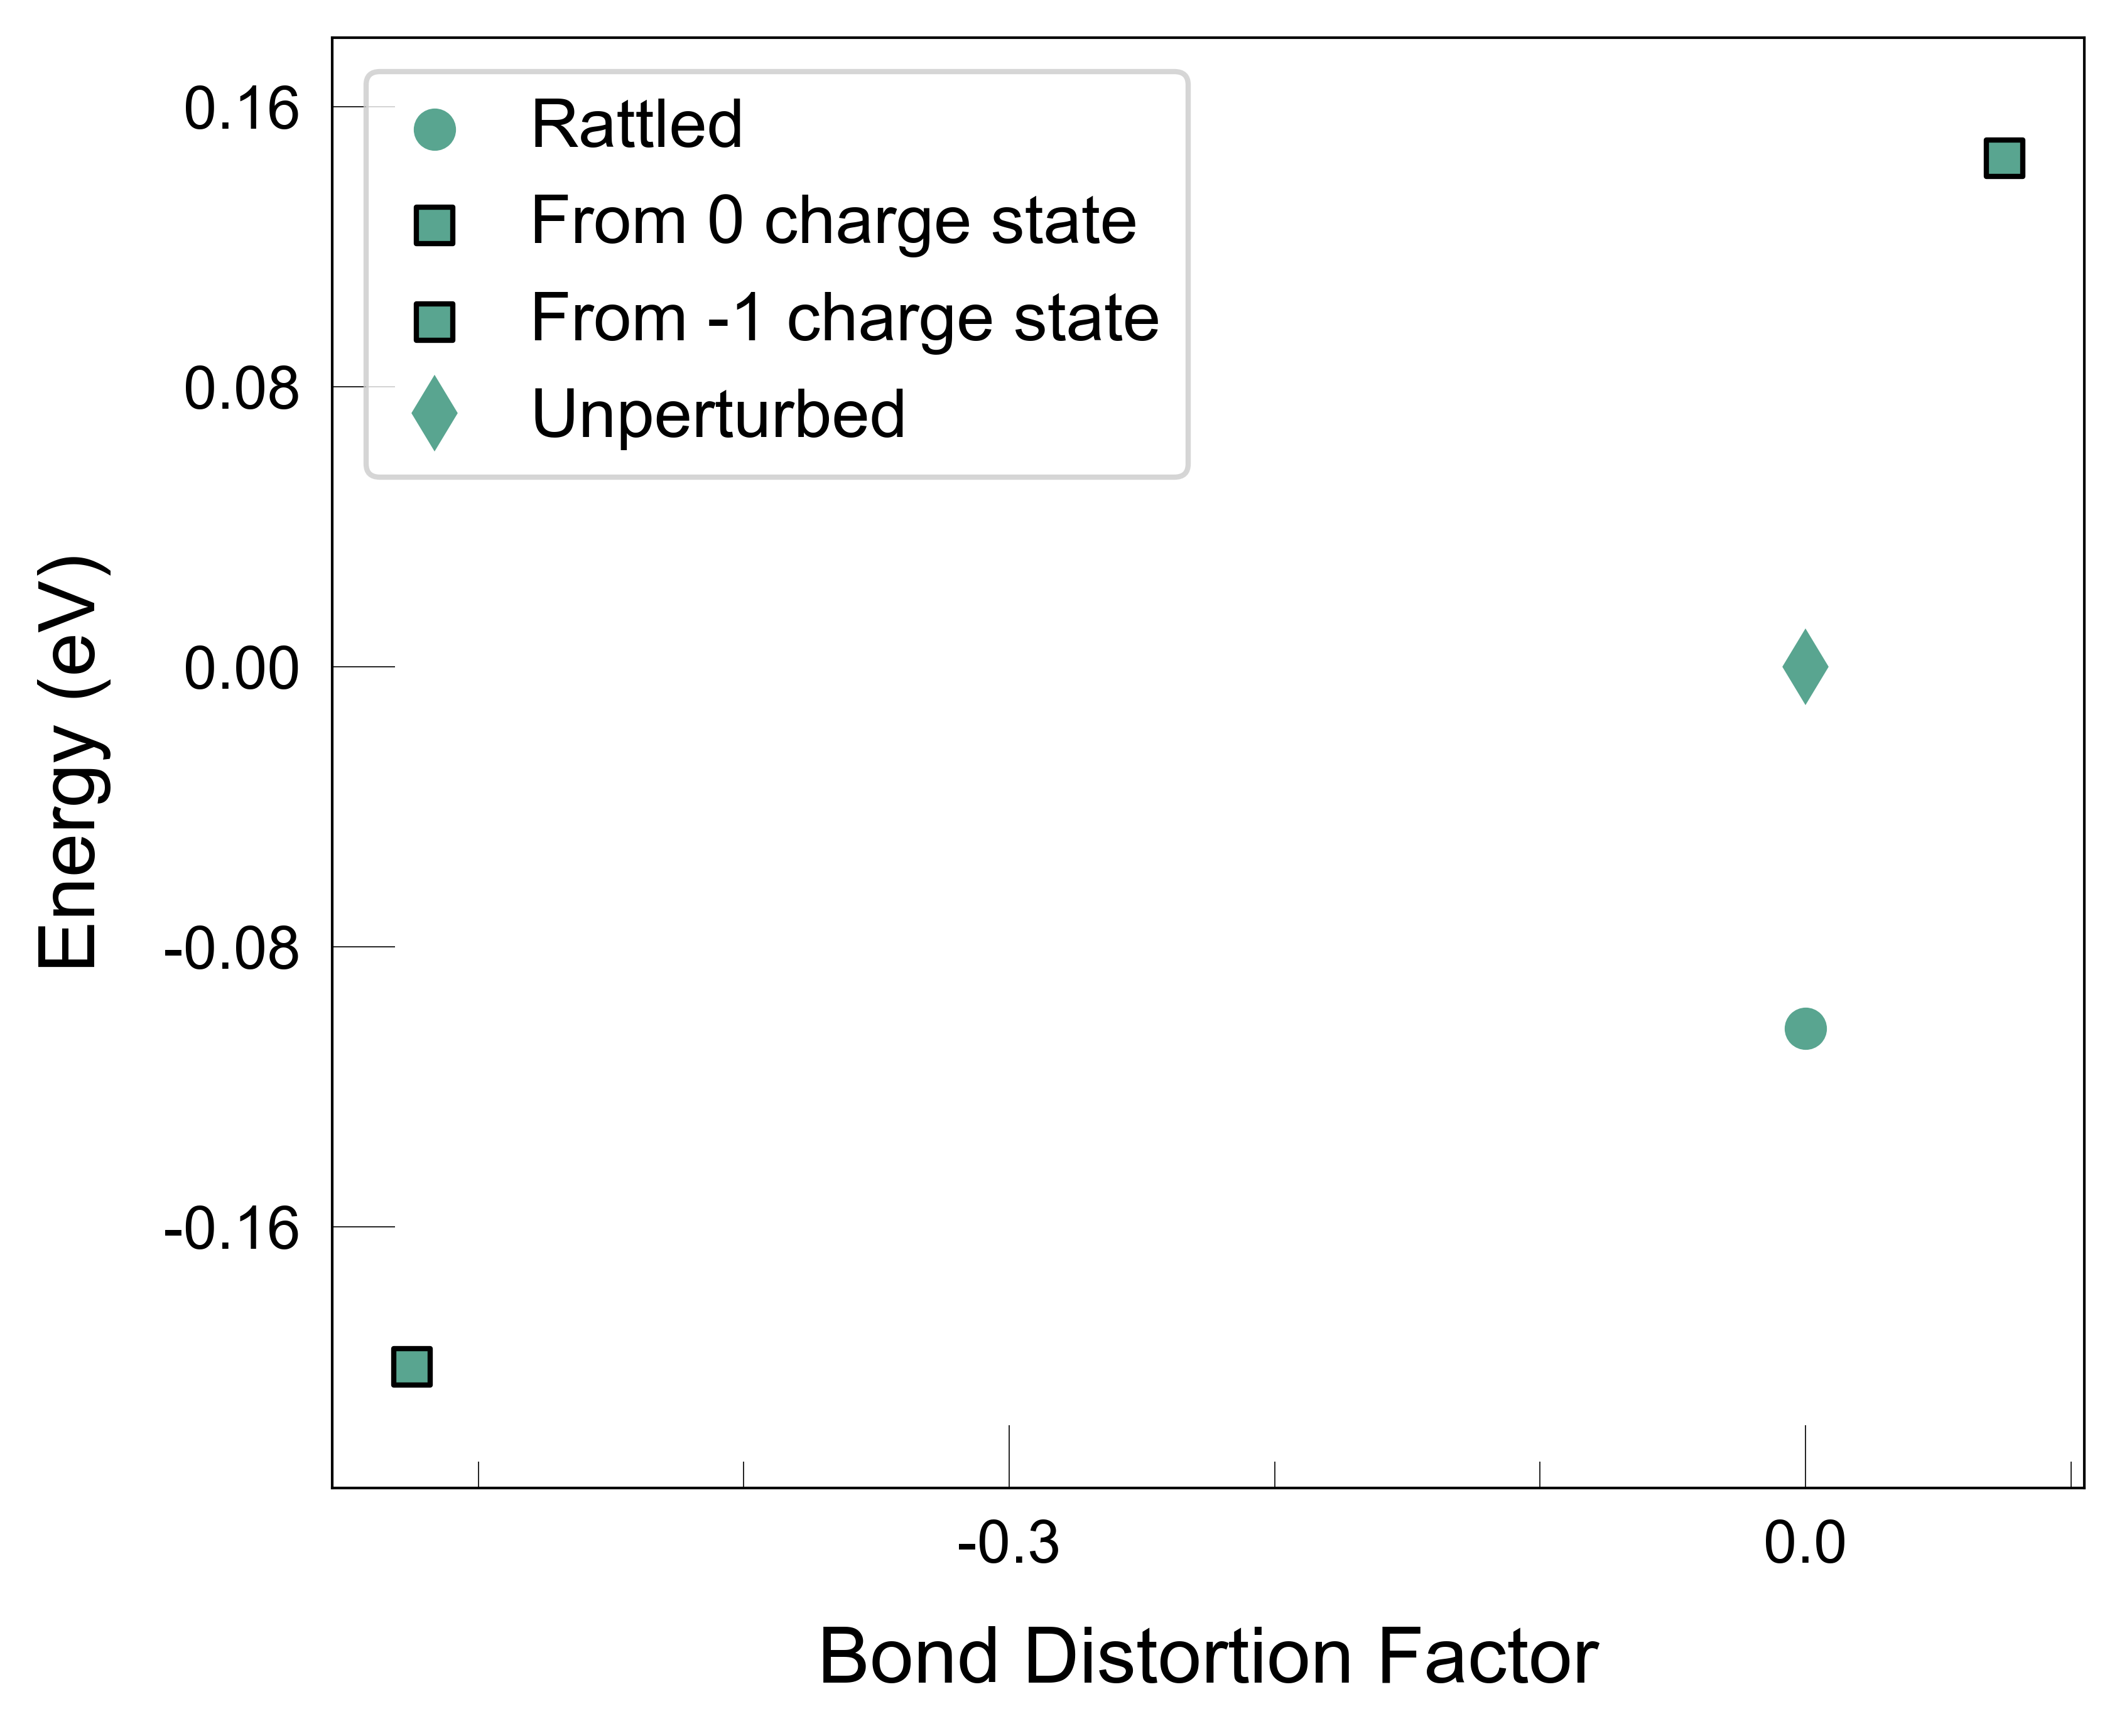 Rattled
From 0 charge state
From -1 charge state
Unperturbed
0.16
0.08
0.00
-0.08
-0.16
Energy (eV)
-0.3
0.0
Bond Distortion Factor